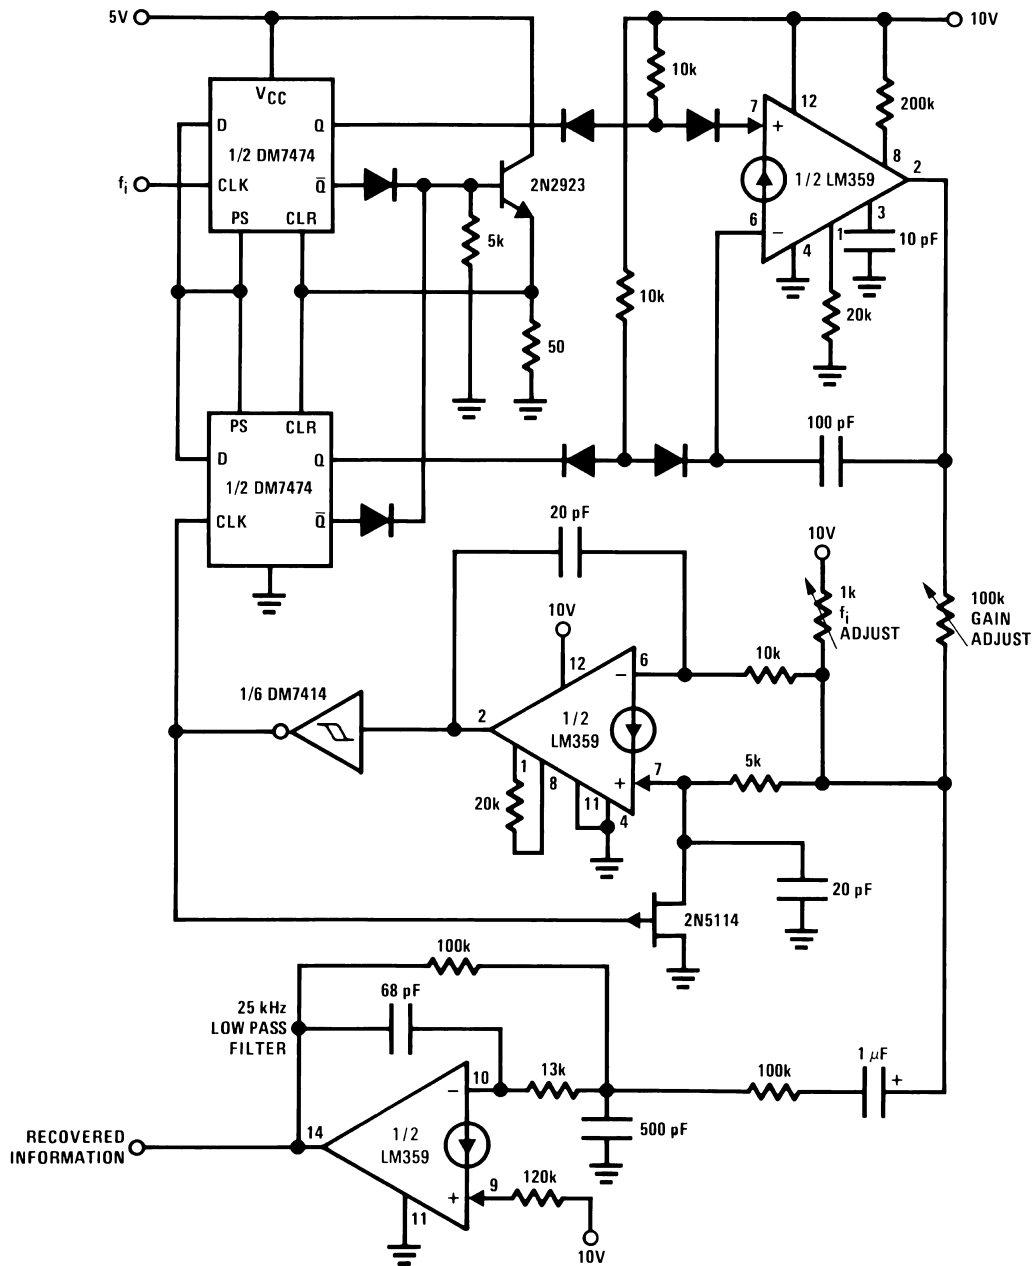 5V
10V
VCC
D
Q
1/2 DM7474
fi
CLK
Q̅
PS
CLR
2N2923
5k
50
10k
10k
7
+
12
200k
8
2
1/2 LM359
6
−
4
1
3
10 pF
20k
PS
CLR
D
Q
1/2 DM7474
CLK
Q̅
100 pF
20 pF
10V
10V
1k
fi
ADJUST
100k
GAIN
ADJUST
12
6
−
10k
1/6 DM7414
2
1/2
LM359
1
8
+
7
5k
20k
11
4
20 pF
2N5114
100k
68 pF
25 kHz
LOW PASS
FILTER
10
−
13k
100k
1 µF
+
500 pF
RECOVERED
INFORMATION
14
1/2
LM359
+
9
120k
11
10V